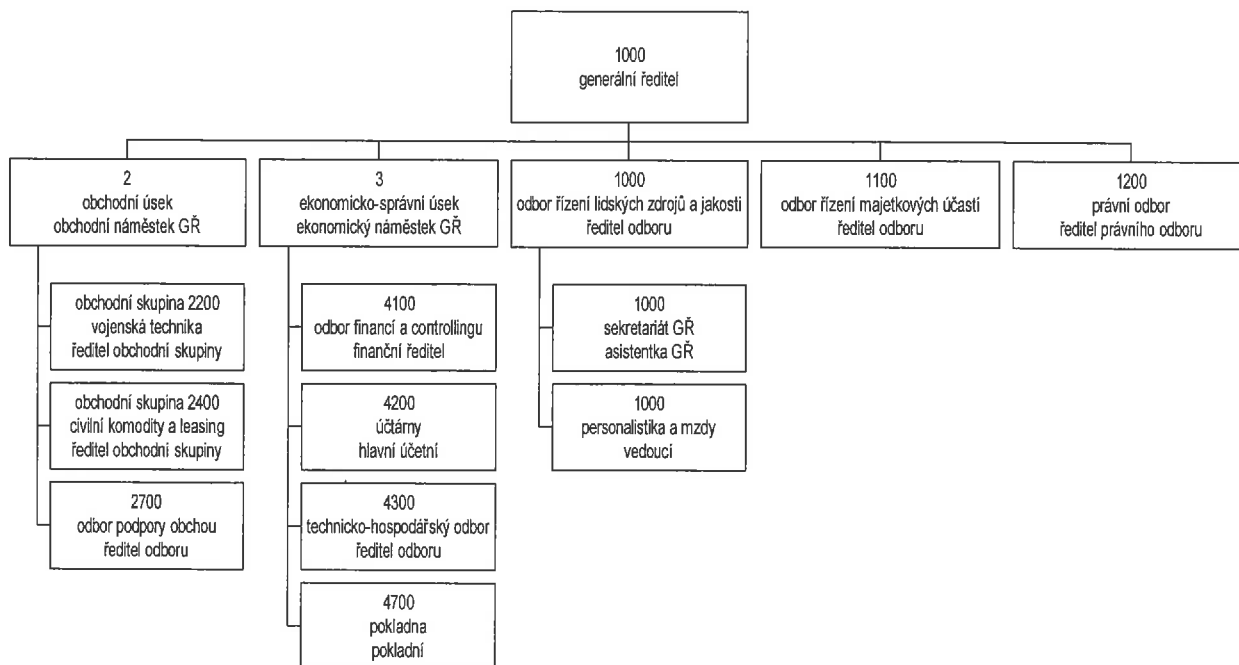 1000
generální ředitel
2
obchodní úsek
obchodní náměstek GŘ
3
ekonomicko-správní úsek
ekonomický náměstek GŘ
1000
odbor řízení lidských zdrojů a jakosti
ředitel odboru
1100
odbor řízení majetkových účastí
ředitel odboru
1200
právní odbor
ředitel právního odboru
obchodní skupina 2200
vojenská technika
ředitel obchodní skupiny
obchodní skupina 2400
civilní komodity a leasing
ředitel obchodní skupiny
2700
odbor podpory obchou
ředitel odboru
4100
odbor financí a controllingu
finanční ředitel
4200
účtárny
hlavní účetní
4300
technicko-hospodářský odbor
ředitel odboru
4700
pokladna
pokladní
1000
sekretariát GŘ
asistentka GŘ
1000
personalistika a mzdy
vedoucí